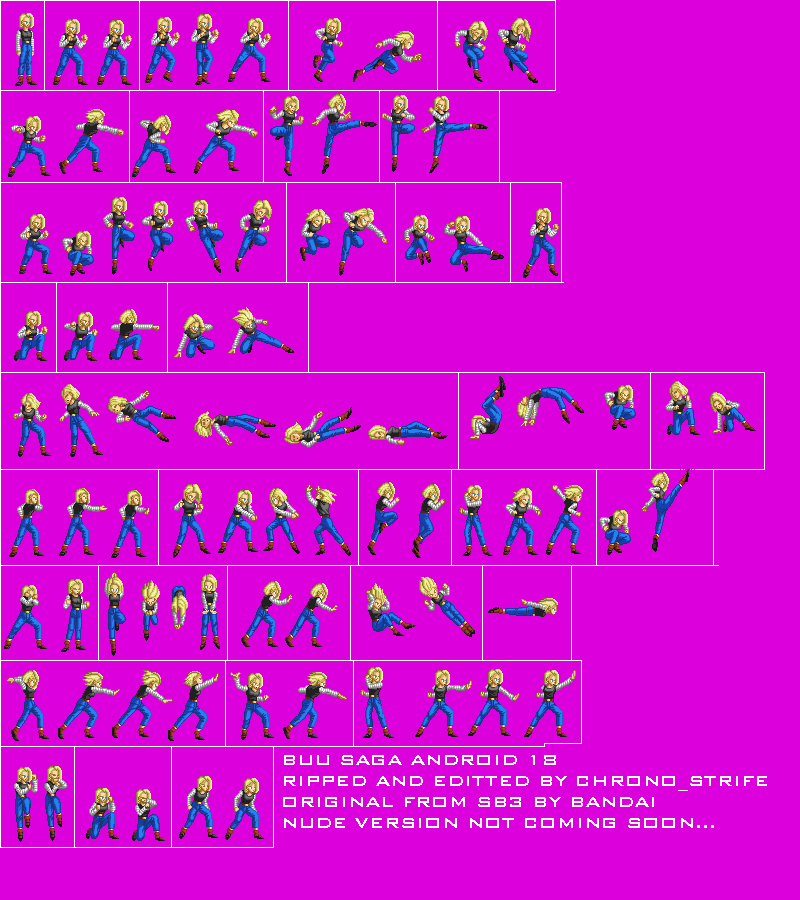 BUU SAGA ANDROID 18
RIPPED AND EDITTED BY CHRONO_STRIFE
ORIGINAL FROM SB3 BY BANDAI
NUDE VERSION NOT COMING SOON...